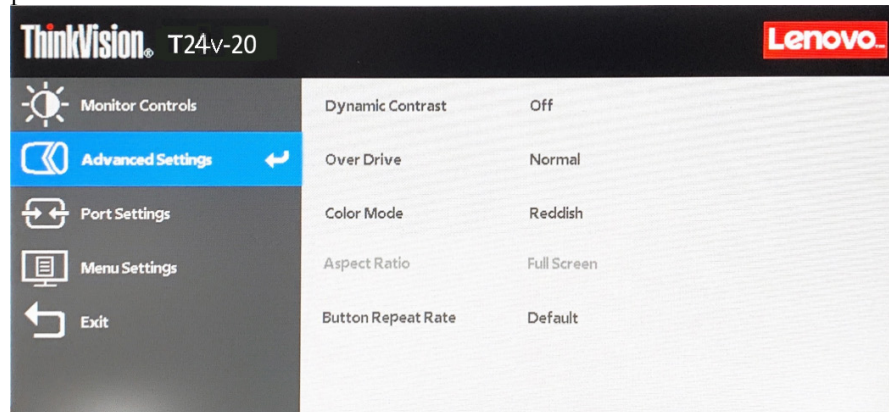 ThinkVision® T24v-20
Lenovo
Monitor Controls
Advanced Settings
Port Settings
Menu Settings
Exit
Dynamic Contrast Off
Over Drive Normal
Color Mode Reddish
Aspect Ratio Full Screen
Button Repeat Rate Default